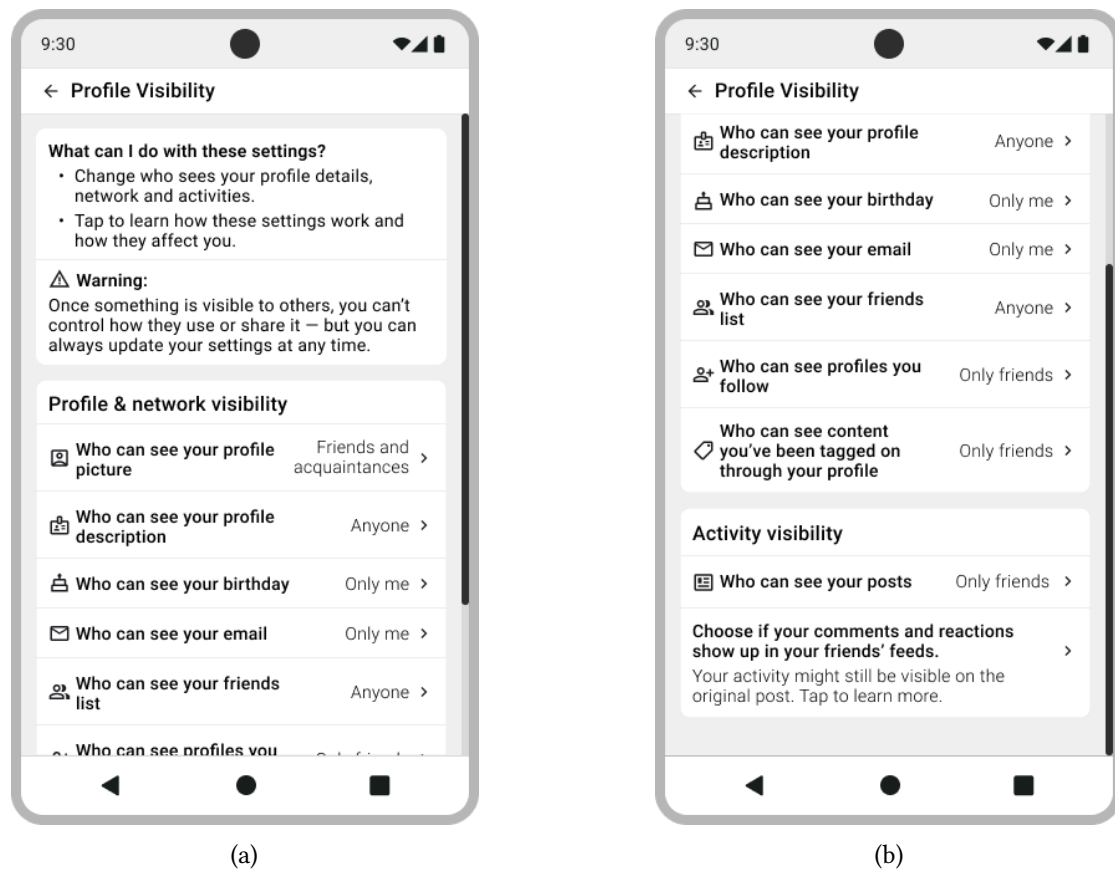 9:30
← Profile Visibility
What can I do with these settings?
• Change who sees your profile details,
network and activities.
• Tap to learn how these settings work and
how they affect you.
Warning:
Once something is visible to others, you can't
control how they use or share it — but you can
always update your settings at any time.
Profile & network visibility
Who can see your profile
picture
Friends and
acquaintances
Who can see your profile
description
Anyone
Who can see your birthday
Only me
Who can see your email
Only me
Who can see your friends
list
Anyone
Who can see profiles you
(a)
9:30
← Profile Visibility
Who can see your profile
description
Anyone
Who can see your birthday
Only me
Who can see your email
Only me
Who can see your friends
list
Anyone
Who can see profiles you
follow
Only friends
Who can see content
you've been tagged on
through your profile
Only friends
Activity visibility
Who can see your posts
Only friends
Choose if your comments and reactions
show up in your friends' feeds.
Your activity might still be visible on the
original post. Tap to learn more.
(b)